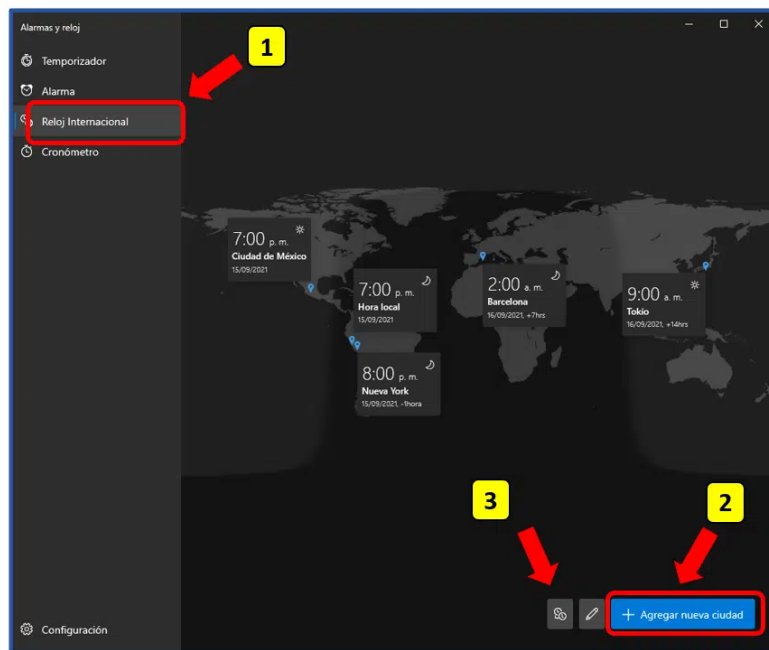 Alarmas y reloj
Temporizador
Alarma
Reloj Internacional
Cronómetro
1
7:00 p. m.
Ciudad de México
15/09/2021
7:00 p. m.
Hora local
15/09/2021
8:00 p. m.
Nueva York
15/09/2021, -1hora
2:00 a. m.
Barcelona
16/09/2021, +7hrs
9:00 a. m.
Tokio
16/09/2021, +14hrs
3
2
+ Agregar nueva ciudad
Configuración